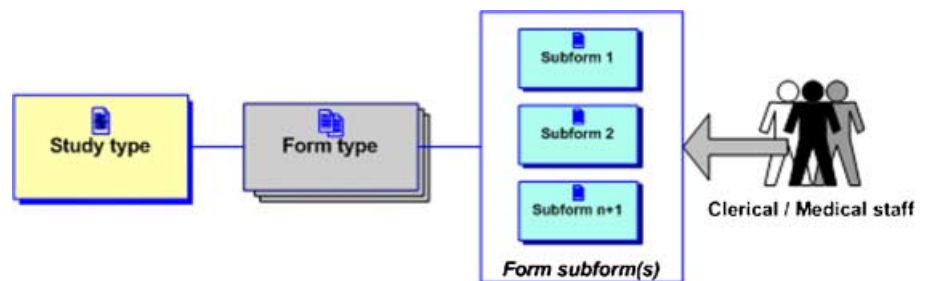 Study type
Form type
Subform 1
Subform 2
Subform n+1
Form subform(s)
Clerical / Medical staff